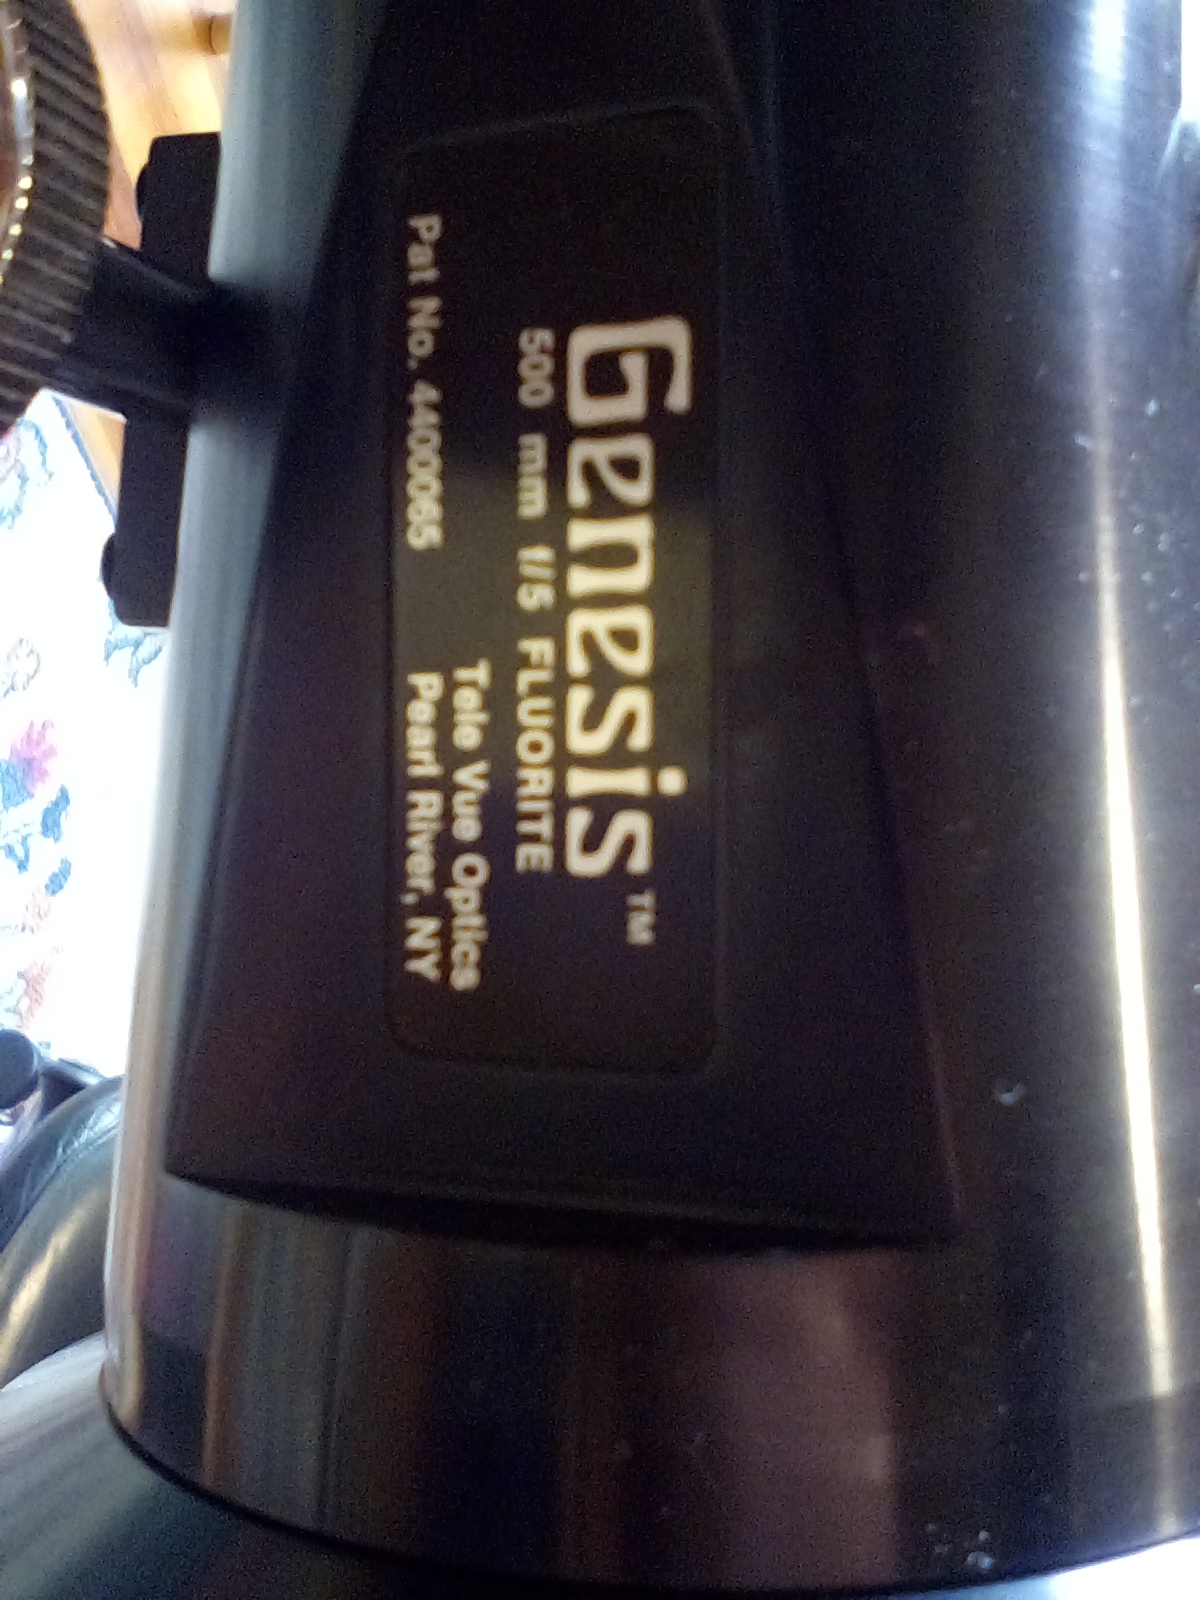 Genesis™
500 mm f/5 FLUORITE
Tele Vue Optics
Pat No. 4400065 Pearl River, NY